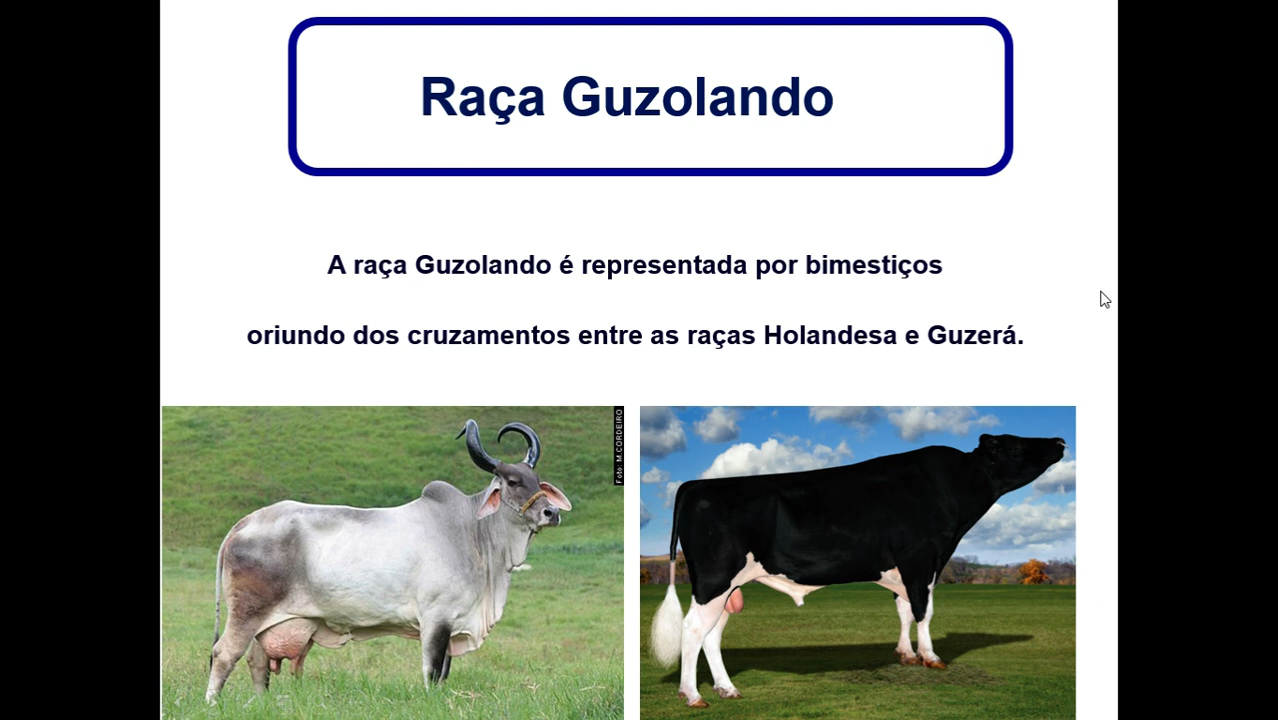 Raça Guzolando
A raça Guzolando é representada por bimestiços
oriundo dos cruzamentos entre as raças Holandesa e Guzerá.
Foto: M.CORDEIRO